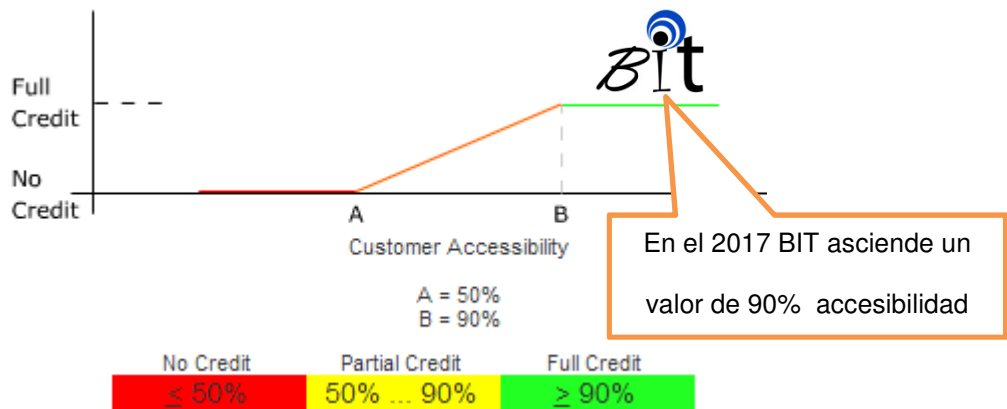 BIt
Full
Credit
No
Credit
A
B
Customer Accessibility
En el 2017 BIT asciende un
valor de 90% accesibilidad
A = 50%
B = 90%
No Credit Partial Credit Full Credit
≤ 50% 50% ... 90% ≥ 90%